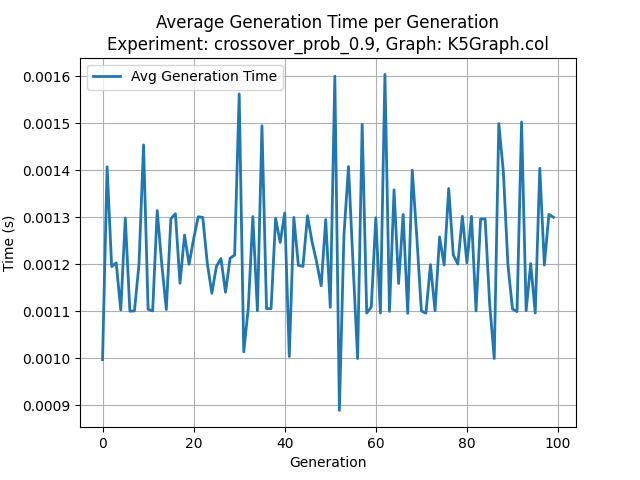 Average Generation Time per Generation
Experiment: crossover_prob_0.9, Graph: K5Graph.col
Avg Generation Time
0.0016
0.0015
0.0014
0.0013
0.0012
0.0011
0.0010
0.0009
Time (s)
0 20 40 60 80 100
Generation